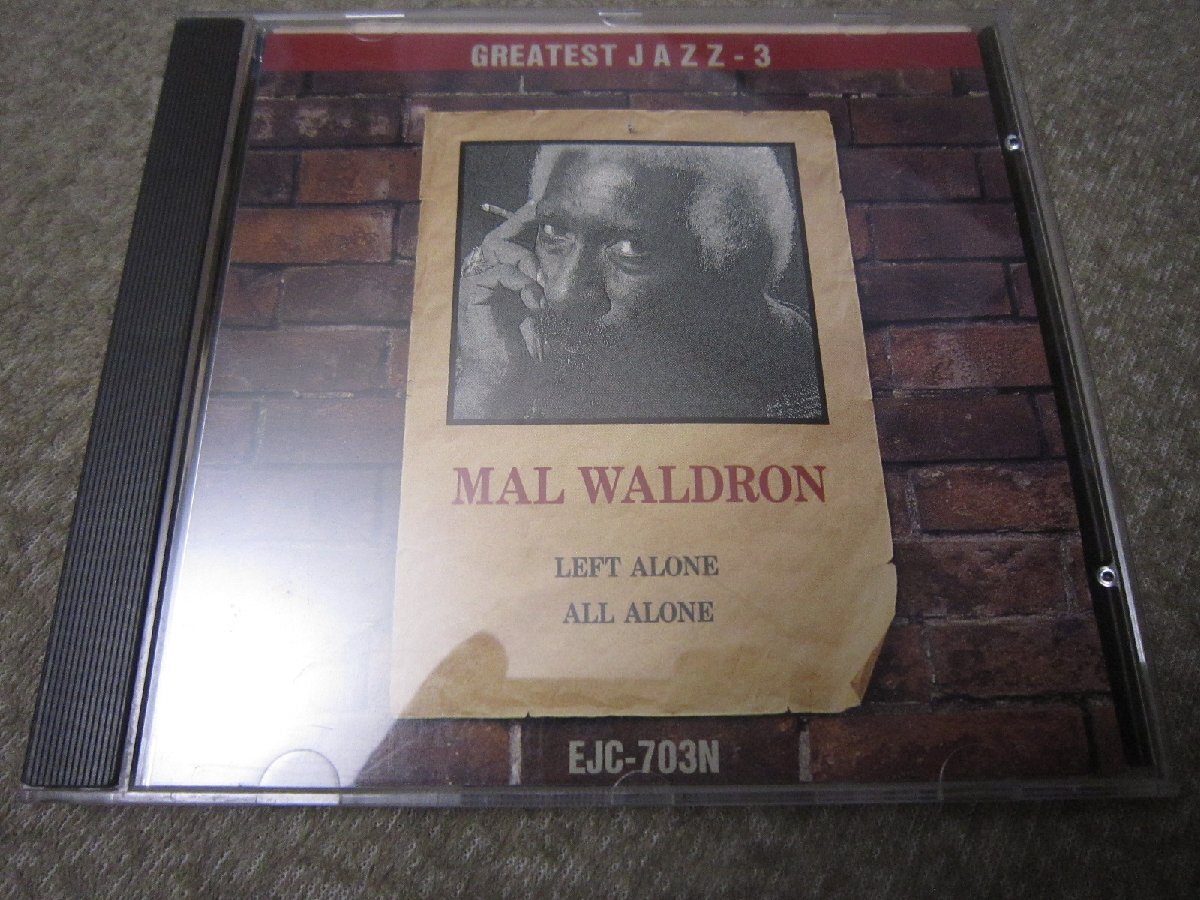 GREATEST JAZZ-3
MAL WALDRON
LEFT ALONE
ALL ALONE
EJC-703N